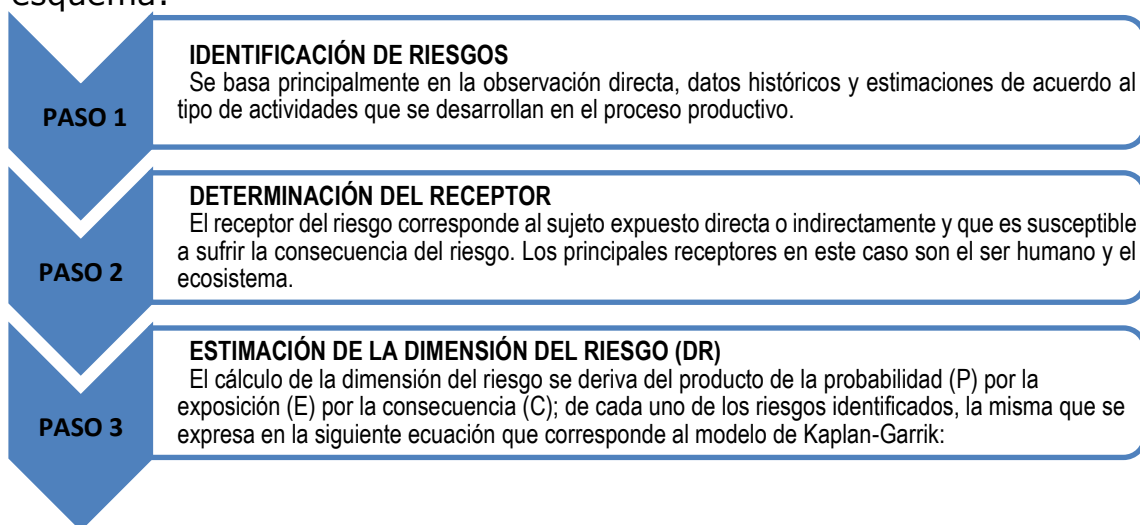 esquema:
IDENTIFICACIÓN DE RIESGOS
Se basa principalmente en la observación directa, datos históricos y estimaciones de acuerdo al
tipo de actividades que se desarrollan en el proceso productivo.
PASO 1
DETERMINACIÓN DEL RECEPTOR
El receptor del riesgo corresponde al sujeto expuesto directa o indirectamente y que es susceptible
a sufrir la consecuencia del riesgo. Los principales receptores en este caso son el ser humano y el
ecosistema.
PASO 2
ESTIMACIÓN DE LA DIMENSIÓN DEL RIESGO (DR)
El cálculo de la dimensión del riesgo se deriva del producto de la probabilidad (P) por la
exposición (E) por la consecuencia (C); de cada uno de los riesgos identificados, la misma que se
expresa en la siguiente ecuación que corresponde al modelo de Kaplan-Garrik:
PASO 3